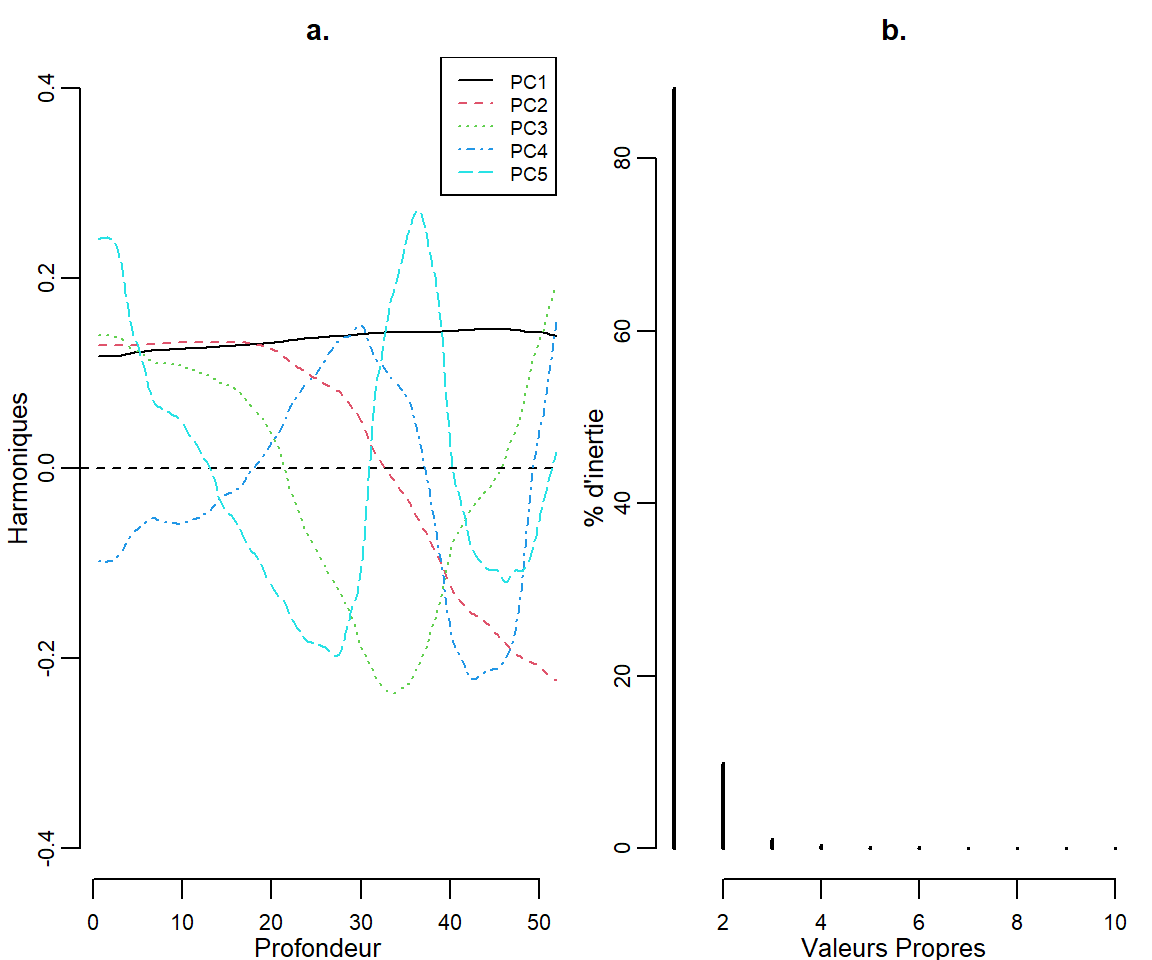 a.
PC1
PC2
PC3
PC4
PC5
Harmoniques
0.4
0.2
0.0
-0.2
-0.4
0 10 20 30 40 50
Profondeur
b.
% d'inertie
80
60
40
20
0
2 4 6 8 10
Valeurs Propres